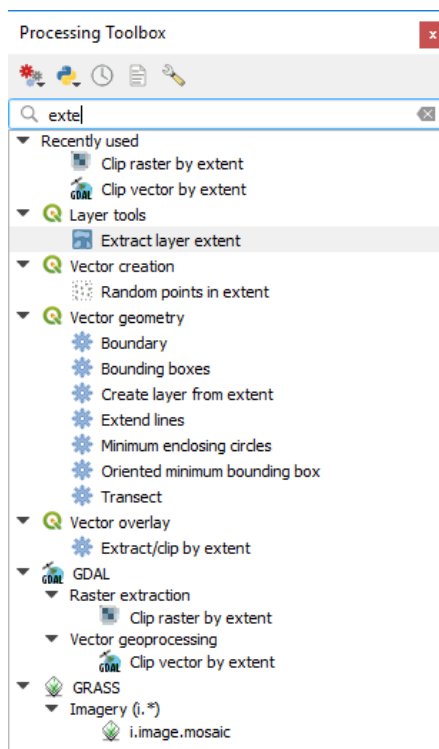 Processing Toolbox
x
exte
Recently used
Clip raster by extent
GDAL Clip vector by extent
Layer tools
Extract layer extent
Vector creation
Random points in extent
Vector geometry
Boundary
Bounding boxes
Create layer from extent
Extend lines
Minimum enclosing circles
Oriented minimum bounding box
Transect
Vector overlay
Extract/clip by extent
GDAL GDAL
Raster extraction
Clip raster by extent
Vector geoprocessing
GDAL Clip vector by extent
GRASS
Imagery (i.*)
i.image.mosaic